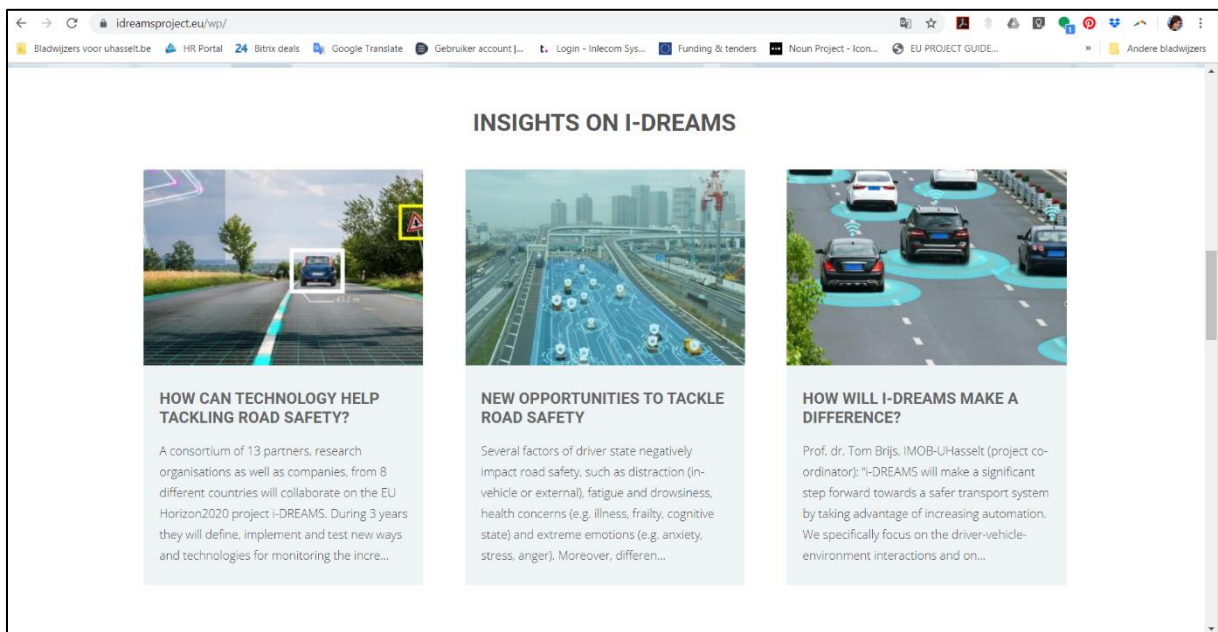 idreamsproject.eu/wp/
Bladwijzers voor uhasselt.be HR Portal 24 Bitrix deals Google Translate Gebruiker account |... t. Login - Inlecom Sys... Funding & tenders Noun Project - Icon... EU PROJECT GUIDE... » Andere bladwijzers
INSIGHTS ON I-DREAMS
43.2 m
HOW CAN TECHNOLOGY HELP
TACKLING ROAD SAFETY?
A consortium of 13 partners, research
organisations as well as companies, from 8
different countries will collaborate on the EU
Horizon2020 project i-DREAMS. During 3 years
they will define, implement and test new ways
and technologies for monitoring the incre...
NEW OPPORTUNITIES TO TACKLE
ROAD SAFETY
Several factors of driver state negatively
impact road safety, such as distraction (in-
vehicle or external), fatigue and drowsiness,
health concerns (e.g. illness, frailty, cognitive
state) and extreme emotions (e.g. anxiety,
stress, anger). Moreover, differen...
HOW WILL I-DREAMS MAKE A
DIFFERENCE?
Prof. dr. Tom Brijs, IMOB-UHasselt (project co-
ordinator): "i-DREAMS will make a significant
step forward towards a safer transport system
by taking advantage of increasing automation.
We specifically focus on the driver-vehicle-
environment interactions and on...